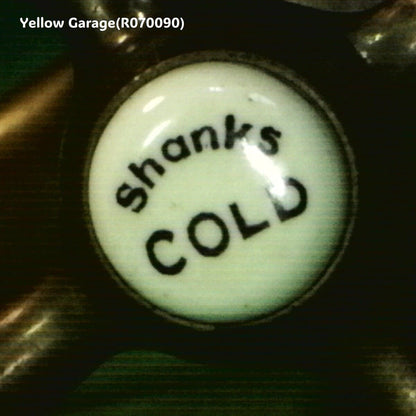 Yellow Garage(R070090)
shanks
COLD